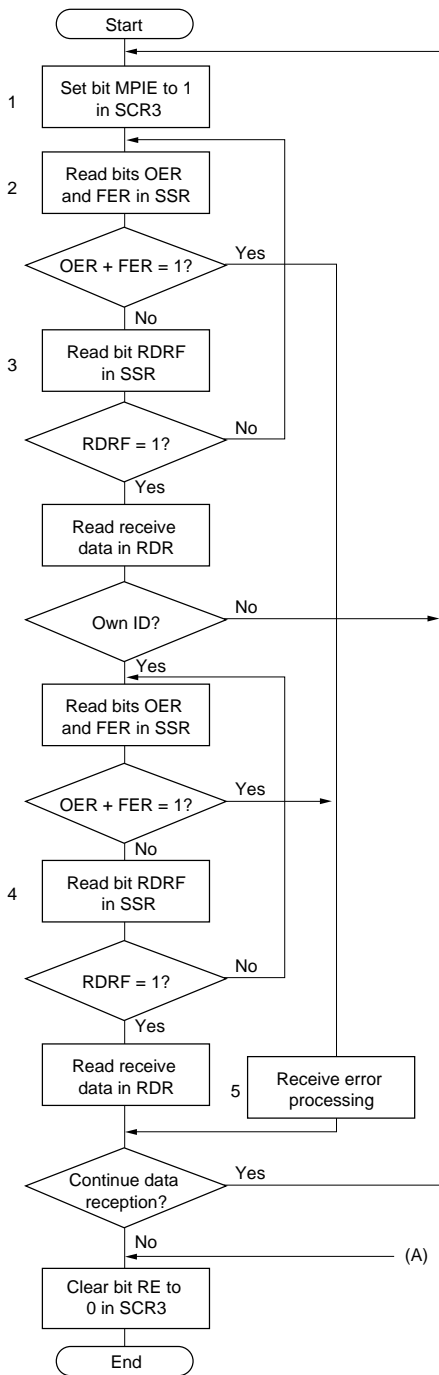 Start
1
Set bit MPIE to 1
in SCR3
2
Read bits OER
and FER in SSR
OER + FER = 1?
Yes
No
3
Read bit RDRF
in SSR
RDRF = 1?
No
Yes
Read receive
data in RDR
Own ID?
No
Yes
Read bits OER
and FER in SSR
OER + FER = 1?
Yes
No
4
Read bit RDRF
in SSR
RDRF = 1?
No
Yes
Read receive
data in RDR
5
Receive error
processing
Continue data
reception?
Yes
No
(A)
Clear bit RE to
0 in SCR3
End